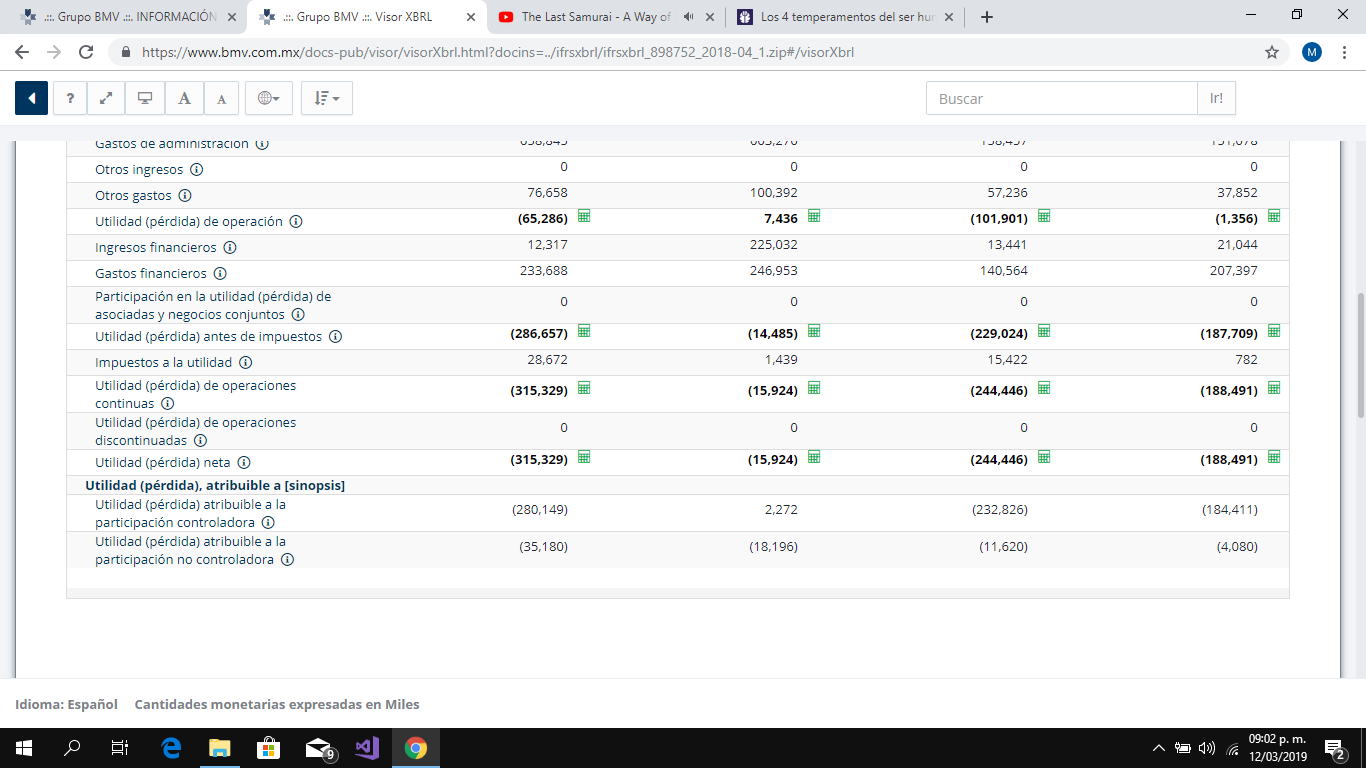 .::. Grupo BMV .::. INFORMACIÓN
.::. Grupo BMV .::. Visor XBRL
The Last Samurai - A Way of
Los 4 temperamentos del ser hur
https://www.bmv.com.mx/docs-pub/visor/visorXbrl.html?docins=../ifrsxbrl/ifrsxbrl_898752_2018-04_1.zip#/visorXbrl
M
? A A Buscar Ir!
Gastos de administración
Otros ingresos 0 0 0 0
Otros gastos 76,658 100,392 57,236 37,852
Utilidad (pérdida) de operación (65,286) 7,436 (101,901) (1,356)
Ingresos financieros 12,317 225,032 13,441 21,044
Gastos financieros 233,688 246,953 140,564 207,397
Participación en la utilidad (pérdida) de
asociadas y negocios conjuntos 0 0 0 0
Utilidad (pérdida) antes de impuestos (286,657) (14,485) (229,024) (187,709)
Impuestos a la utilidad 28,672 1,439 15,422 782
Utilidad (pérdida) de operaciones
continuas (315,329) (15,924) (244,446) (188,491)
Utilidad (pérdida) de operaciones
discontinuadas 0 0 0 0
Utilidad (pérdida) neta (315,329) (15,924) (244,446) (188,491)
Utilidad (pérdida), atribuible a [sinopsis]
Utilidad (pérdida) atribuible a la
participación controladora (280,149) 2,272 (232,826) (184,411)
Utilidad (pérdida) atribuible a la
participación no controladora (35,180) (18,196) (11,620) (4,080)
Idioma: Español Cantidades monetarias expresadas en Miles
9
09:02 p. m.
12/03/2019
2